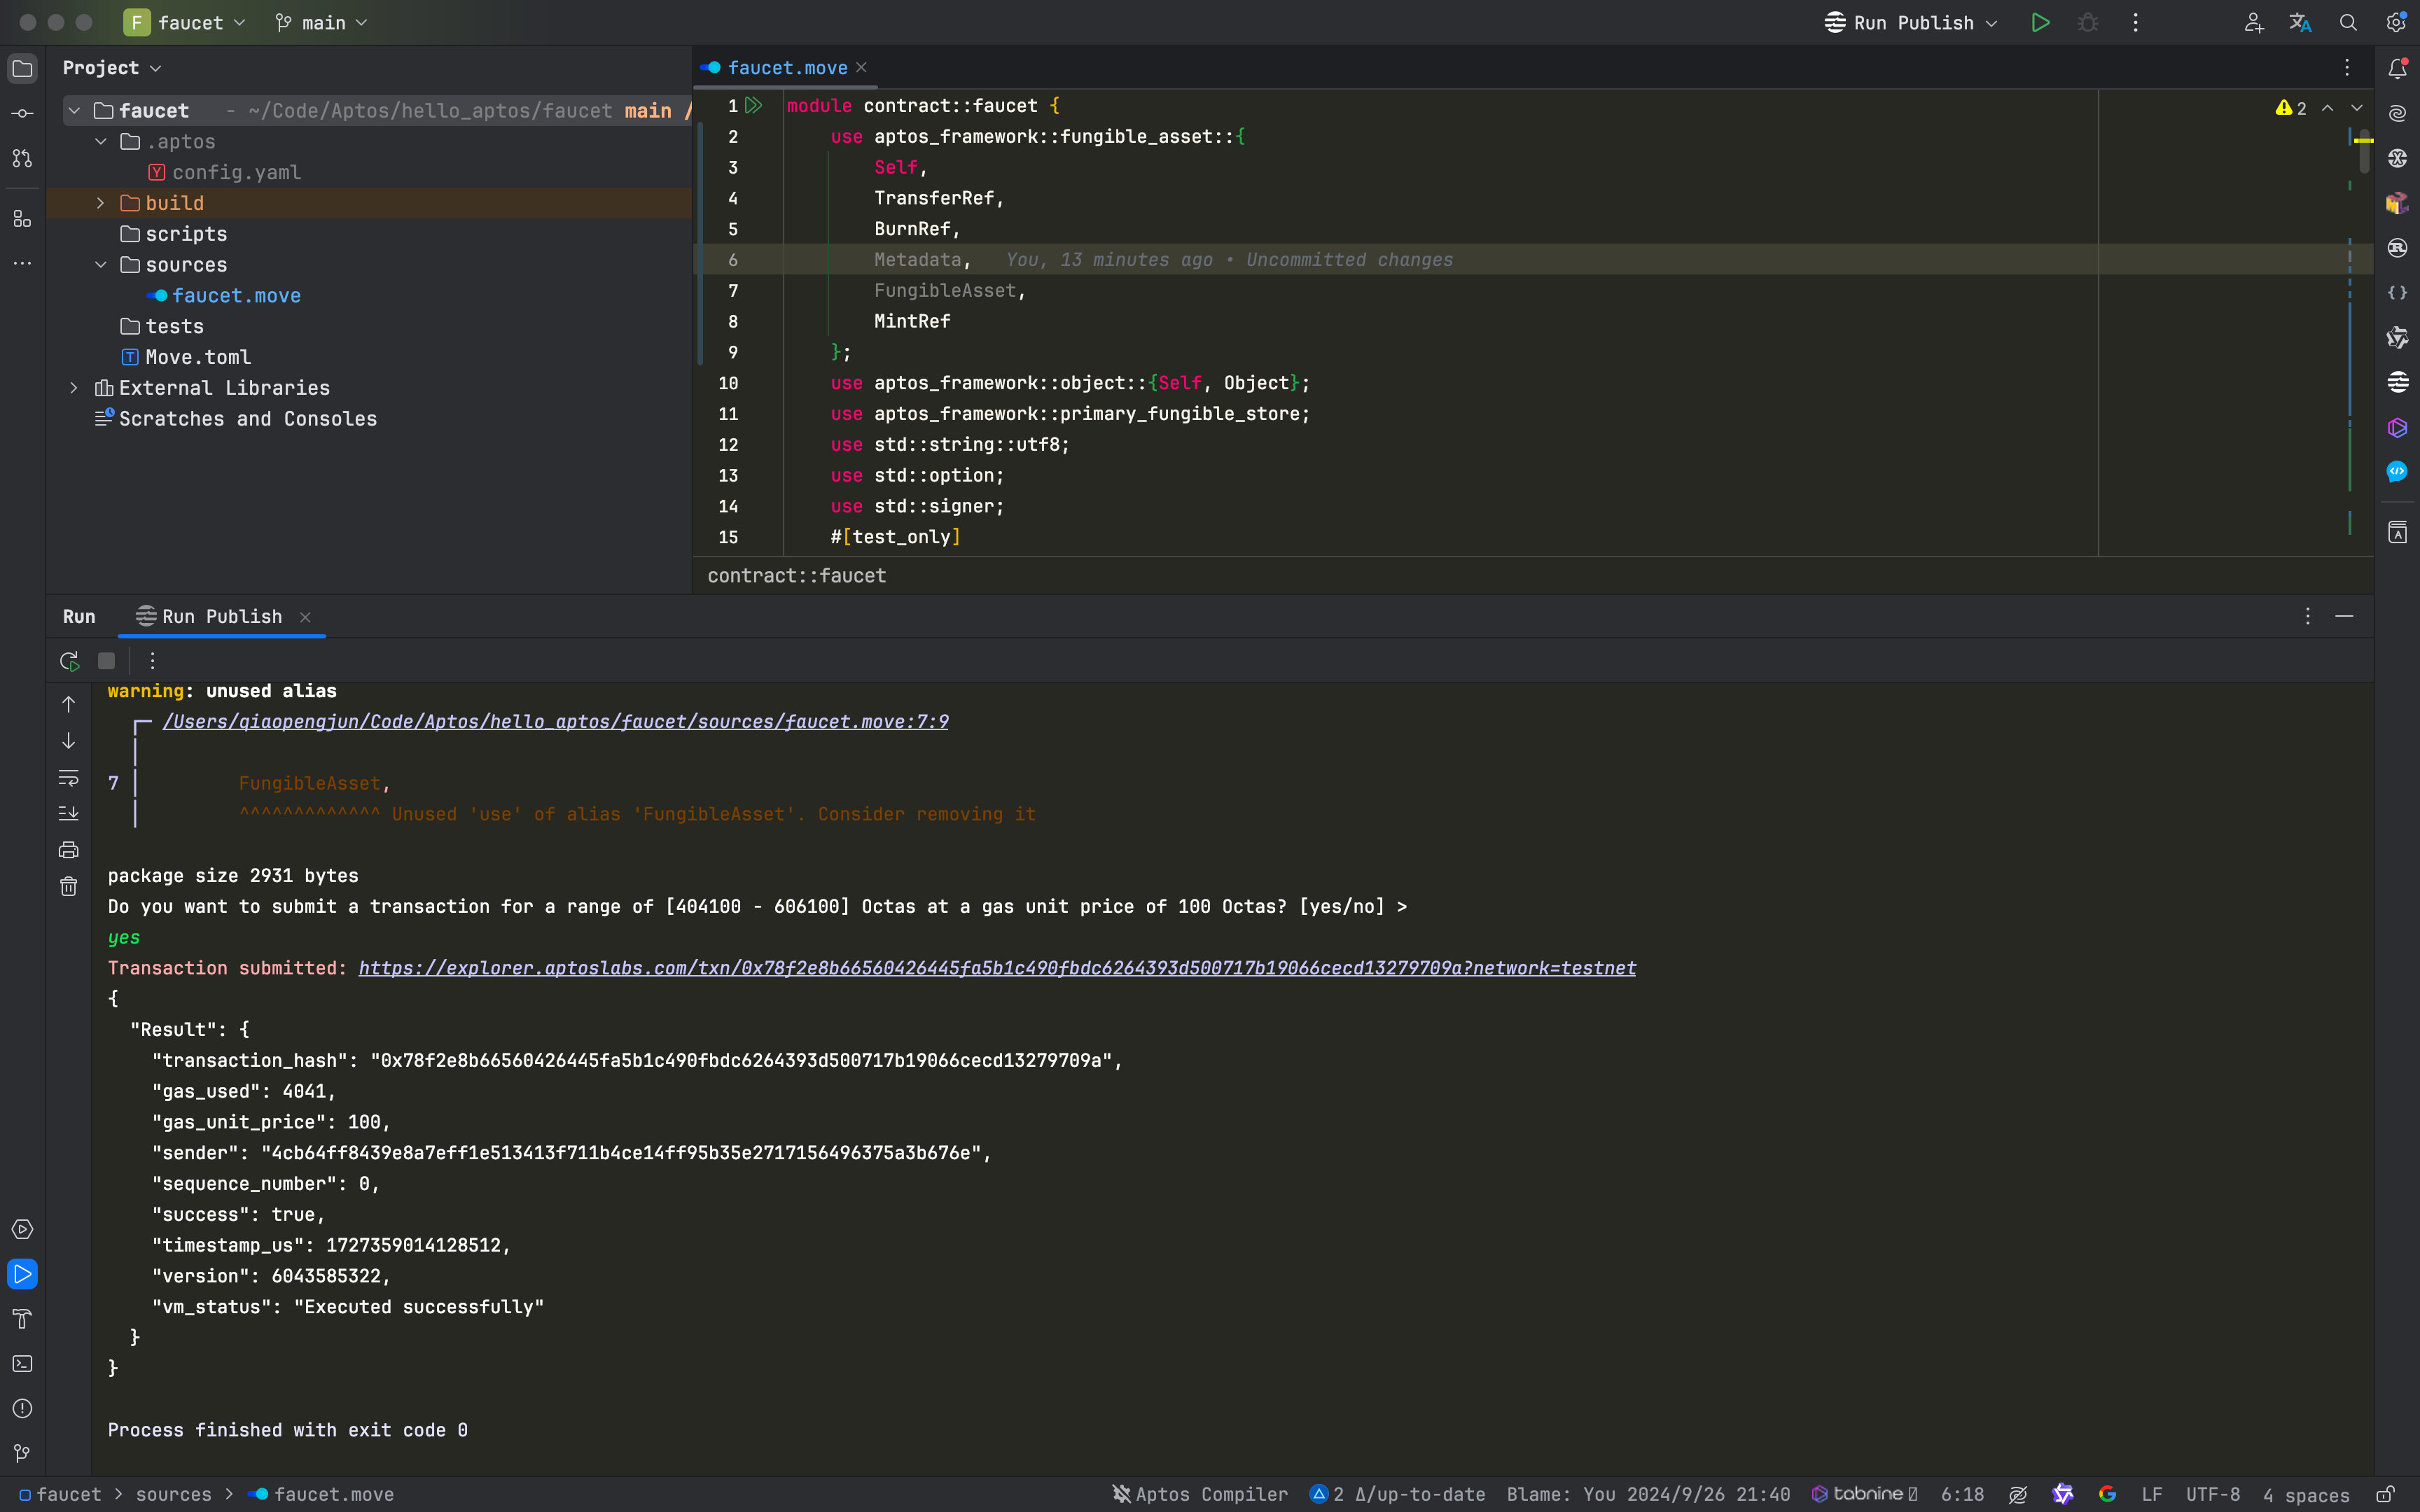 F faucet main Run Publish
Project
faucet - ~/Code/Aptos/hello_aptos/faucet main /
.aptos
config.yaml
build
scripts
sources
faucet.move
tests
Move.toml
External Libraries
Scratches and Consoles
faucet.move
1 module contract::faucet {
2 use aptos_framework::fungible_asset::{
3 Self,
4 TransferRef,
5 BurnRef,
6 Metadata, You, 13 minutes ago • Uncommitted changes
7 FungibleAsset,
8 MintRef
9 };
10 use aptos_framework::object::{Self, Object};
11 use aptos_framework::primary_fungible_store;
12 use std::string::utf8;
13 use std::option;
14 use std::signer;
15 #[test_only]
2
contract::faucet
Run Run Publish
warning: unused alias
/Users/qiaopengjun/Code/Aptos/hello_aptos/faucet/sources/faucet.move:7:9
7 FungibleAsset,
^^^^^^^^^^^^^ Unused 'use' of alias 'FungibleAsset'. Consider removing it
package size 2931 bytes
Do you want to submit a transaction for a range of [404100 - 606100] Octas at a gas unit price of 100 Octas? [yes/no] >
yes
Transaction submitted: https://explorer.aptoslabs.com/txn/0x78f2e8b66560426445fa5b1c490fbdc6264393d500717b19066cecd13279709a?network=testnet
{
"Result": {
"transaction_hash": "0x78f2e8b66560426445fa5b1c490fbdc6264393d500717b19066cecd13279709a",
"gas_used": 4041,
"gas_unit_price": 100,
"sender": "4cb64ff8439e8a7eff1e513413f711b4ce14ff95b35e2717156496375a3b676e",
"sequence_number": 0,
"success": true,
"timestamp_us": 1727359014128512,
"version": 6043585322,
"vm_status": "Executed successfully"
}
}
Process finished with exit code 0
faucet > sources > faucet.move Aptos Compiler 2 Δ/up-to-date Blame: You 2024/9/26 21:40 tabnine 6:18 LF UTF-8 4 spaces